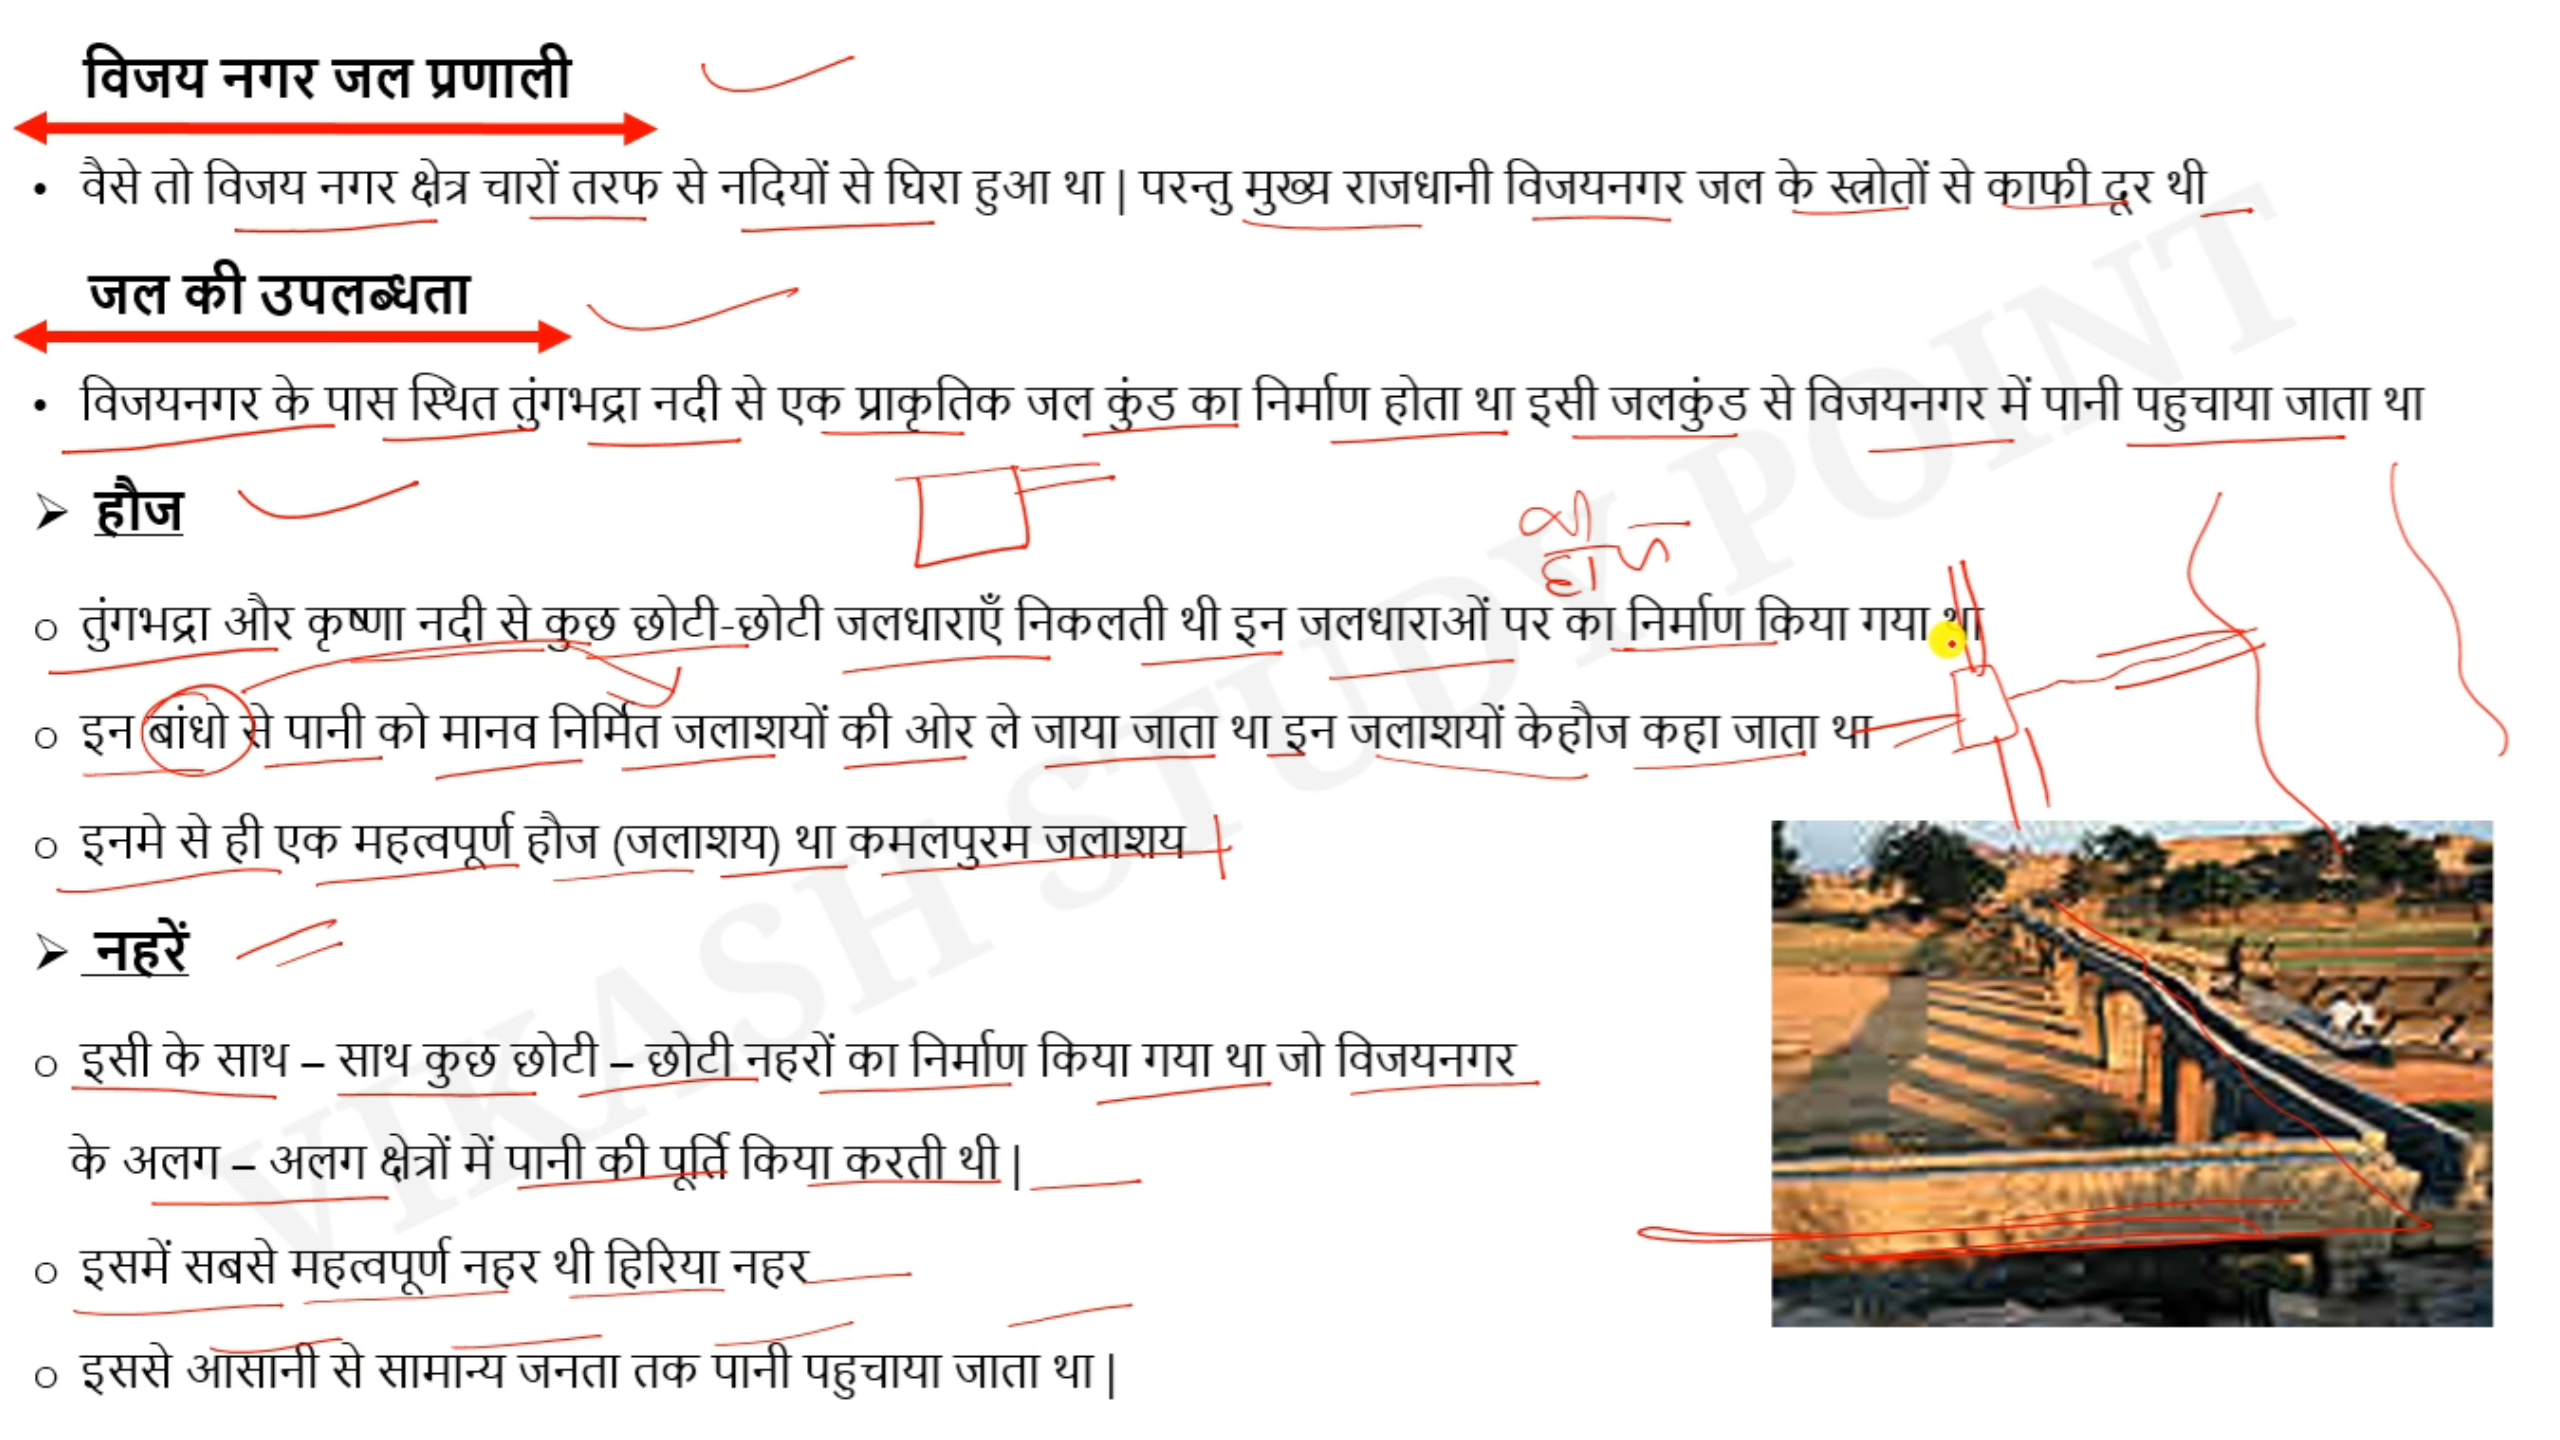 विजय नगर जल प्रणाली
• वैसे तो विजय नगर क्षेत्र चारों तरफ से नदियों से घिरा हुआ था | परन्तु मुख्य राजधानी विजयनगर जल के स्त्रोतों से काफी दूर थी
जल की उपलब्धता
• विजयनगर के पास स्थित तुंगभद्रा नदी से एक प्राकृतिक जल कुंड का निर्माण होता था इसी जलकुंड से विजयनगर में पानी पहुचाया जाता था
➢ हौज
o तुंगभद्रा और कृष्णा नदी से कुछ छोटी-छोटी जलधाराएँ निकलती थी इन जलधाराओं पर का निर्माण किया गया था
o इन बांधो से पानी को मानव निर्मित जलाशयों की ओर ले जाया जाता था इन जलाशयों केहौज कहा जाता था
o इनमे से ही एक महत्वपूर्ण हौज (जलाशय) था कमलपुरम जलाशय
➢ नहरें
o इसी के साथ – साथ कुछ छोटी – छोटी नहरों का निर्माण किया गया था जो विजयनगर
के अलग – अलग क्षेत्रों में पानी की पूर्ति किया करती थी |
o इसमें सबसे महत्वपूर्ण नहर थी हिरिया नहर
o इससे आसानी से सामान्य जनता तक पानी पहुचाया जाता था |
VIKASH STUDY POINT